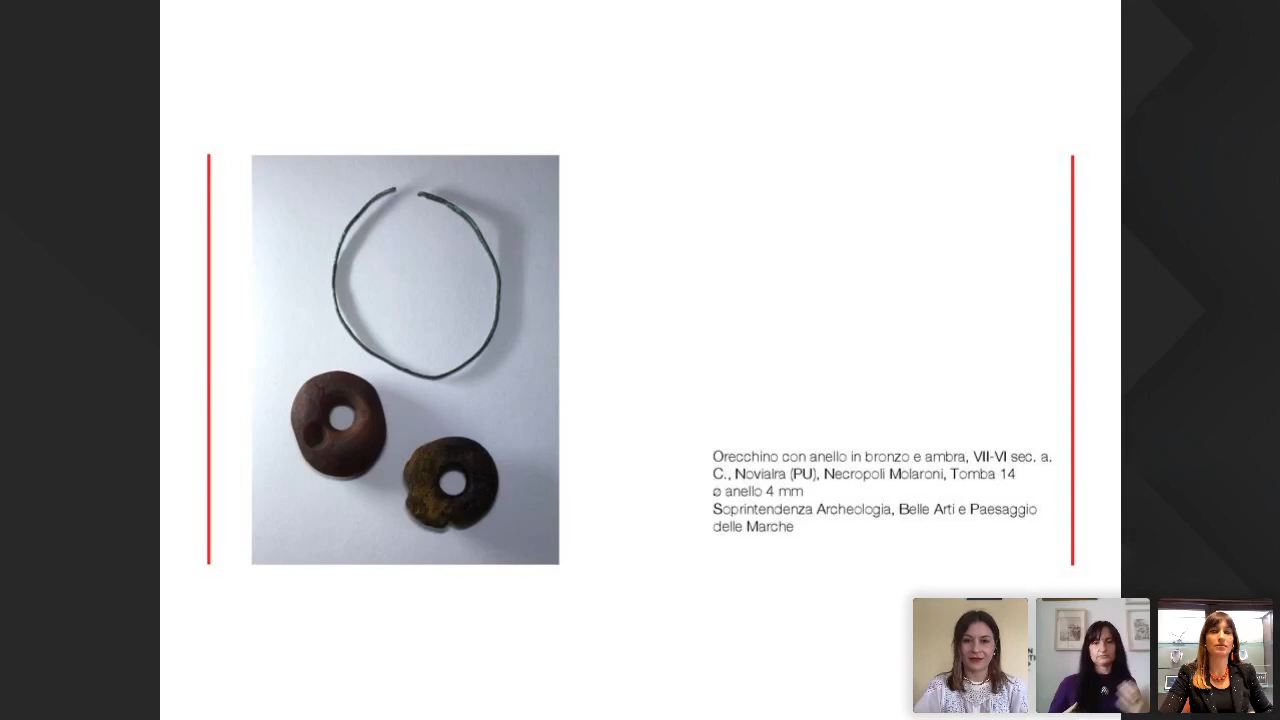 Orecchino con anello in bronzo e ambra, VII-VI sec. a.
C., Novialra (PU), Necropoli Molaroni, Tomba 14
ø anello 4 mm
Soprintendenza Archeologia, Belle Arti e Paesaggio
delle Marche